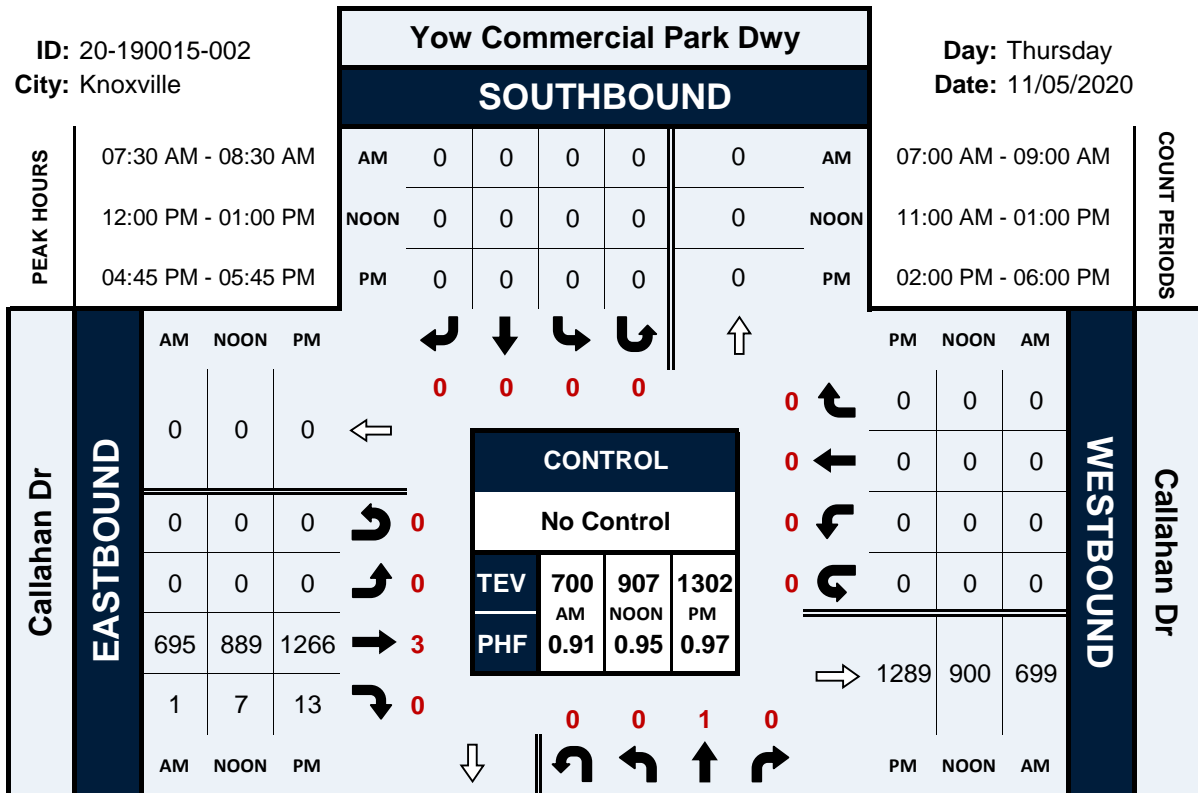 ID: 20-190015-002
City: Knoxville
Yow Commercial Park Dwy
SOUTHBOUND
Day: Thursday
Date: 11/05/2020
PEAK HOURS
07:30 AM - 08:30 AM
12:00 PM - 01:00 PM
04:45 PM - 05:45 PM
AM 0 0 0 0 0 AM
NOON 0 0 0 0 0 NOON
PM 0 0 0 0 0 PM
07:00 AM - 09:00 AM
11:00 AM - 01:00 PM
02:00 PM - 06:00 PM
COUNT PERIODS
0 0 0 0
Callahan Dr
EASTBOUND
AM NOON PM
0 0 0
0 0 0 0
0 0 0 0
695 889 1266 3
1 7 13 0
AM NOON PM
CONTROL
No Control
TEV 700 907 1302
AM NOON PM
PHF 0.91 0.95 0.97
0 0 1 0
PM NOON AM
0 0 0 0
0 0 0 0
0 0 0 0
0 0 0 0
1289 900 699
PM NOON AM
WESTBOUND
Callahan Dr